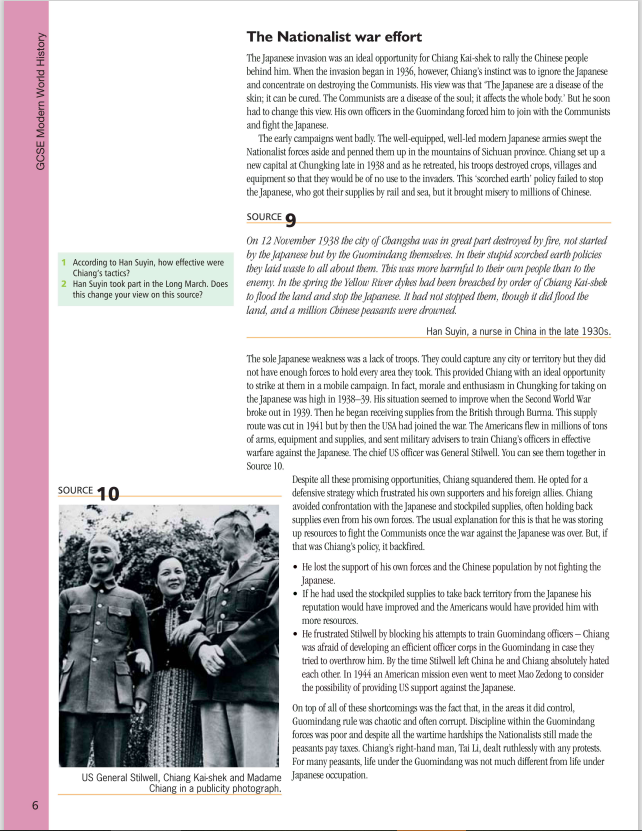 GCSE Modern World History
The Nationalist war effort
The Japanese invasion was an ideal opportunity for Chiang Kai-shek to rally the Chinese people
behind him. When the invasion began in 1936, however, Chiang's instinct was to ignore the Japanese
and concentrate on destroying the Communists. His view was that 'The Japanese are a disease of the
skin; it can be cured. The Communists are a disease of the soul; it affects the whole body.' But he soon
had to change this view. His own officers in the Guomindang forced him to join with the Communists
and fight the Japanese.
The early campaigns went badly. The well-equipped, well-led modern Japanese armies swept the
Nationalist forces aside and penned them up in the mountains of Sichuan province. Chiang set up a
new capital at Chungking late in 1938 and as he retreated, his troops destroyed crops, villages and
equipment so that they would be of no use to the invaders. This 'scorched earth' policy failed to stop
the Japanese, who got their supplies by rail and sea, but it brought misery to millions of Chinese.
SOURCE 9
On 12 November 1938 the city of Changsha was in great part destroyed by fire, not started
by the Japanese but by the Guomindang themselves. In their stupid scorched earth policies
they laid waste to all about them. This was more harmful to their own people than to the
enemy. In the spring the Yellow River dykes had been breached by order of Chiang Kai-shek
to flood the land and stop the Japanese. It had not stopped them, though it did flood the
land, and a million Chinese peasants were drowned.
Han Suyin, a nurse in China in the late 1930s.
1 According to Han Suyin, how effective were
Chiang's tactics?
2 Han Suyin took part in the Long March. Does
this change your view on this source?
The sole Japanese weakness was a lack of troops. They could capture any city or territory but they did
not have enough forces to hold every area they took. This provided Chiang with an ideal opportunity
to strike at them in a mobile campaign. In fact, morale and enthusiasm in Chungking for taking on
the Japanese was high in 1938–39. His situation seemed to improve when the Second World War
broke out in 1939. Then he began receiving supplies from the British through Burma. This supply
route was cut in 1941 but by then the USA had joined the war. The Americans flew in millions of tons
of arms, equipment and supplies, and sent military advisers to train Chiang's officers in effective
warfare against the Japanese. The chief US officer was General Stilwell. You can see them together in
Source 10.
Despite all these promising opportunities, Chiang squandered them. He opted for a
defensive strategy which frustrated his own supporters and his foreign allies. Chiang
avoided confrontation with the Japanese and stockpiled supplies, often holding back
supplies even from his own forces. The usual explanation for this is that he was storing
up resources to fight the Communists once the war against the Japanese was over. But, if
that was Chiang's policy, it backfired.
• He lost the support of his own forces and the Chinese population by not fighting the
Japanese.
• If he had used the stockpiled supplies to take back territory from the Japanese his
reputation would have improved and the Americans would have provided him with
more resources.
• He frustrated Stilwell by blocking his attempts to train Guomindang officers – Chiang
was afraid of developing an efficient officer corps in the Guomindang in case they
tried to overthrow him. By the time Stilwell left China he and Chiang absolutely hated
each other. In 1944 an American mission even went to meet Mao Zedong to consider
the possibility of providing US support against the Japanese.
On top of all of these shortcomings was the fact that, in the areas it did control,
Guomindang rule was chaotic and often corrupt. Discipline within the Guomindang
forces was poor and despite all the wartime hardships the Nationalists still made the
peasants pay taxes. Chiang's right-hand man, Tai Li, dealt ruthlessly with any protests.
For many peasants, life under the Guomindang was not much different from life under
Japanese occupation.
SOURCE 10
US General Stilwell, Chiang Kai-shek and Madame
Chiang in a publicity photograph.
6